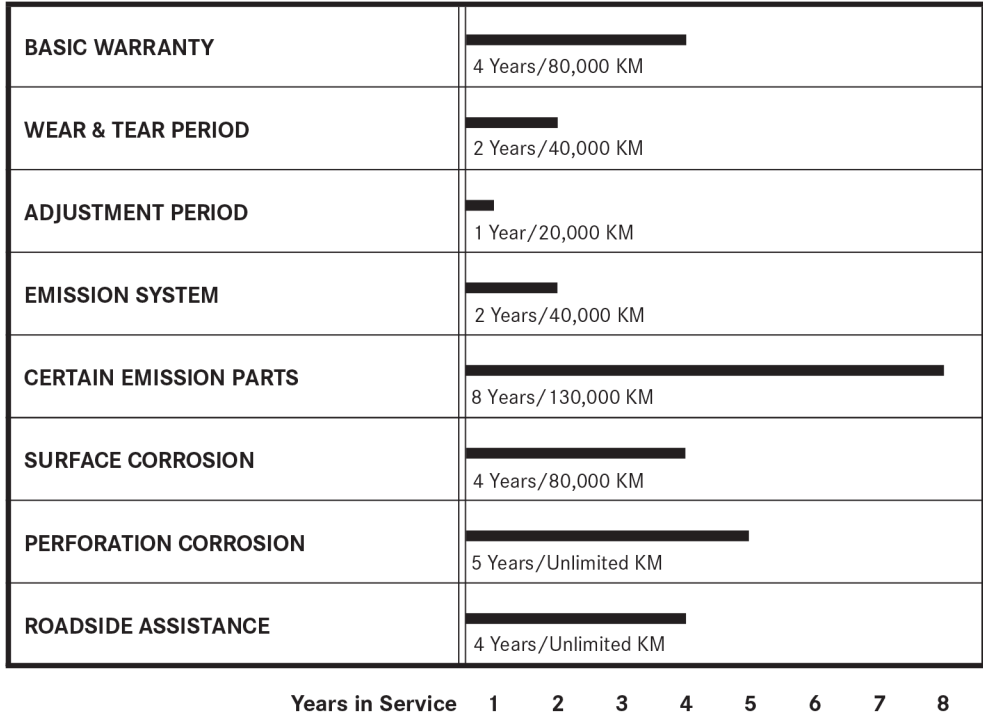 BASIC WARRANTY
4 Years/80,000 KM
WEAR & TEAR PERIOD
2 Years/40,000 KM
ADJUSTMENT PERIOD
1 Year/20,000 KM
EMISSION SYSTEM
2 Years/40,000 KM
CERTAIN EMISSION PARTS
8 Years/130,000 KM
SURFACE CORROSION
4 Years/80,000 KM
PERFORATION CORROSION
5 Years/Unlimited KM
ROADSIDE ASSISTANCE
4 Years/Unlimited KM
Years in Service 1 2 3 4 5 6 7 8